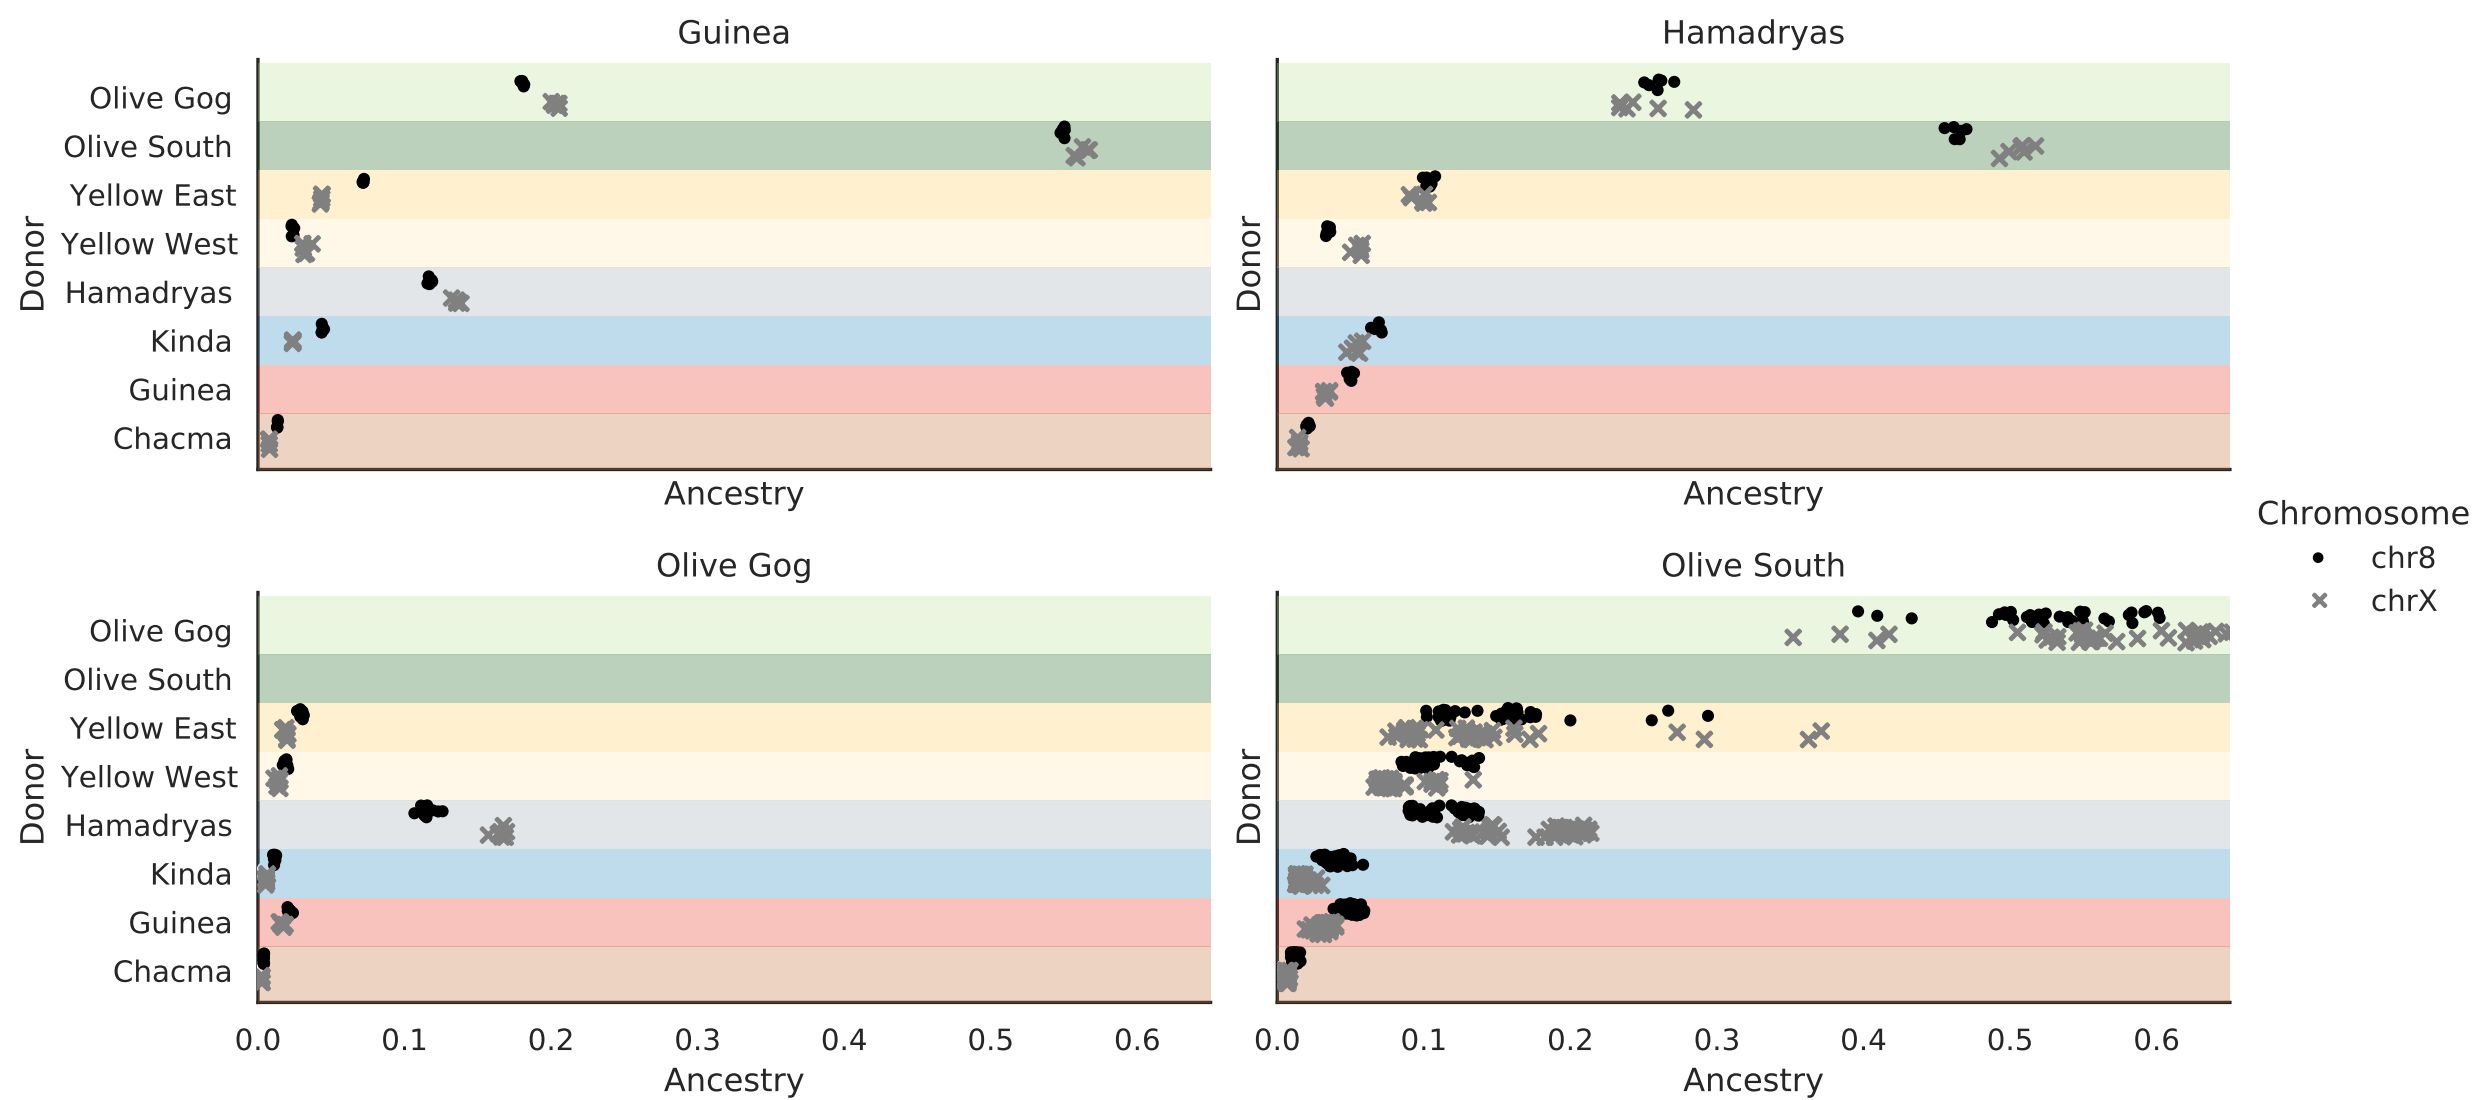 Guinea
Hamadryas
Olive Gog
Olive South
Yellow East
Yellow West
Hamadryas
Kinda
Guinea
Chacma
Donor
Donor
Ancestry
Ancestry
Chromosome
chr8
chrX
Olive Gog
Olive South
Olive Gog
Olive South
Yellow East
Yellow West
Hamadryas
Kinda
Guinea
Chacma
Donor
Donor
0.0 0.1 0.2 0.3 0.4 0.5 0.6
0.0 0.1 0.2 0.3 0.4 0.5 0.6
Ancestry
Ancestry